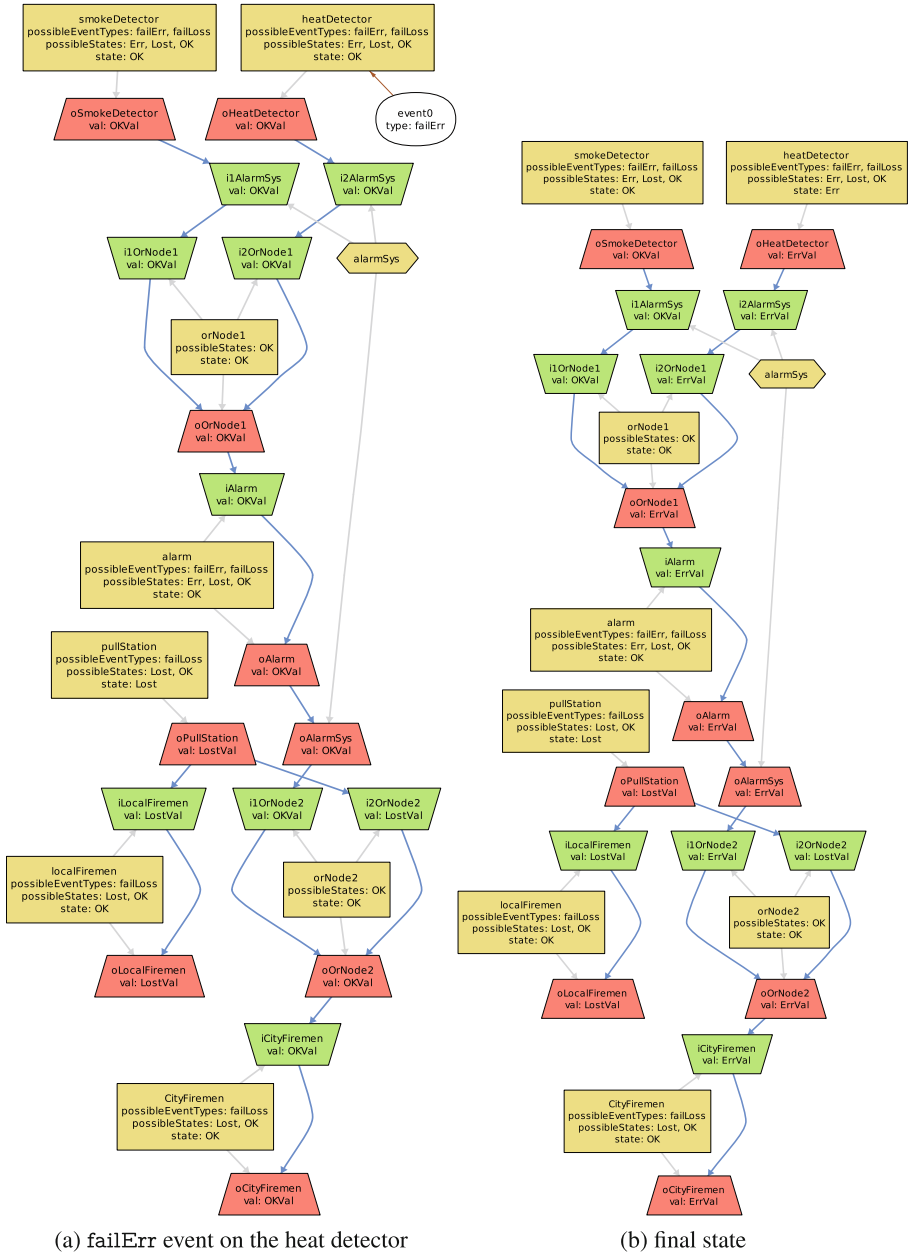 smokeDetector
possibleEventTypes: failErr, failLoss
possibleStates: Err, Lost, OK
state: OK
heatDetector
possibleEventTypes: failErr, failLoss
possibleStates: Err, Lost, OK
state: OK
oSmokeDetector
val: OKVal
oHeatDetector
val: OKVal
event0
type: failErr
i1AlarmSys
val: OKVal
i2AlarmSys
val: OKVal
i1OrNode1
val: OKVal
i2OrNode1
val: OKVal
alarmSys
orNode1
possibleStates: OK
state: OK
oOrNode1
val: OKVal
iAlarm
val: OKVal
alarm
possibleEventTypes: failErr, failLoss
possibleStates: Err, Lost, OK
state: OK
pullStation
possibleEventTypes: failLoss
possibleStates: Lost, OK
state: Lost
oAlarm
val: OKVal
oPullStation
val: LostVal
oAlarmSys
val: OKVal
iLocalFiremen
val: LostVal
i1OrNode2
val: OKVal
i2OrNode2
val: LostVal
localFiremen
possibleEventTypes: failLoss
possibleStates: Lost, OK
state: OK
orNode2
possibleStates: OK
state: OK
oLocalFiremen
val: LostVal
oOrNode2
val: OKVal
iCityFiremen
val: OKVal
CityFiremen
possibleEventTypes: failLoss
possibleStates: Lost, OK
state: OK
oCityFiremen
val: OKVal
(a) failErr event on the heat detector
smokeDetector
possibleEventTypes: failErr, failLoss
possibleStates: Err, Lost, OK
state: OK
heatDetector
possibleEventTypes: failErr, failLoss
possibleStates: Err, Lost, OK
state: Err
oSmokeDetector
val: OKVal
oHeatDetector
val: ErrVal
i1AlarmSys
val: OKVal
i2AlarmSys
val: ErrVal
i1OrNode1
val: OKVal
i2OrNode1
val: ErrVal
alarmSys
orNode1
possibleStates: OK
state: OK
oOrNode1
val: ErrVal
iAlarm
val: ErrVal
alarm
possibleEventTypes: failErr, failLoss
possibleStates: Err, Lost, OK
state: OK
pullStation
possibleEventTypes: failLoss
possibleStates: Lost, OK
state: Lost
oAlarm
val: ErrVal
oPullStation
val: LostVal
oAlarmSys
val: ErrVal
iLocalFiremen
val: LostVal
i1OrNode2
val: ErrVal
i2OrNode2
val: LostVal
localFiremen
possibleEventTypes: failLoss
possibleStates: Lost, OK
state: OK
orNode2
possibleStates: OK
state: OK
oLocalFiremen
val: LostVal
oOrNode2
val: ErrVal
iCityFiremen
val: ErrVal
CityFiremen
possibleEventTypes: failLoss
possibleStates: Lost, OK
state: OK
oCityFiremen
val: ErrVal
(b) final state